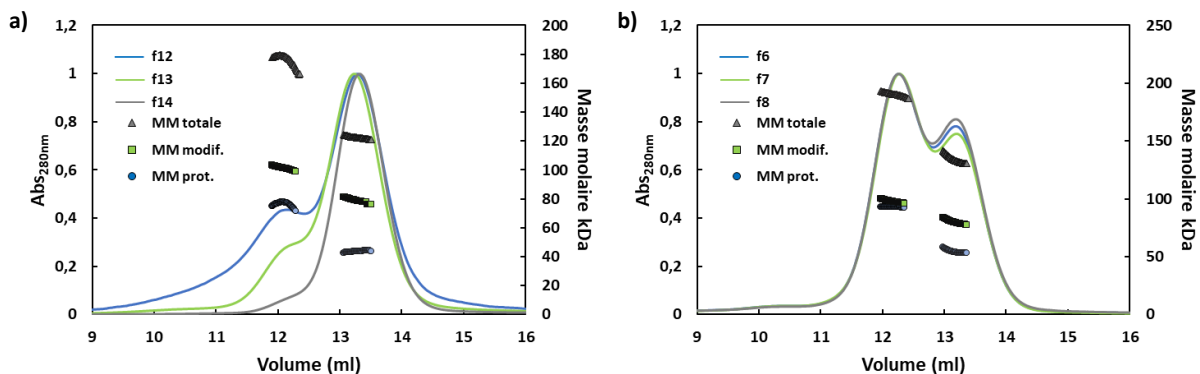 a)
Abs280nm
1,2
1
0,8
0,6
0,4
0,2
0
f12
f13
f14
MM totale
MM modif.
MM prot.
200
180
160
140
120
100
80
60
40
20
0
Masse molaire kDa
9 10 11 12 13 14 15 16
Volume (ml)
b)
Abs280nm
1,2
1
0,8
0,6
0,4
0,2
0
f6
f7
f8
MM totale
MM modif.
MM prot.
250
200
150
100
50
0
Masse molaire kDa
9 10 11 12 13 14 15 16
Volume (ml)